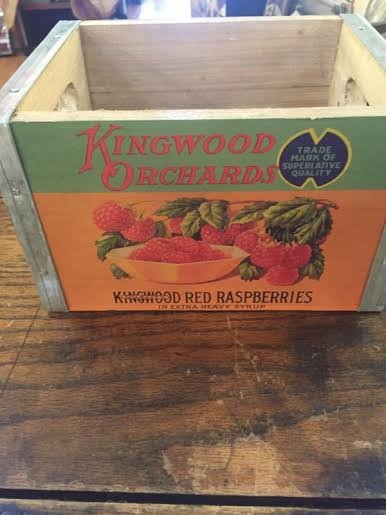 KINGWOOD
ORCHARDS
TRADE
MARK OF
SUPERLATIVE
QUALITY
KINGWOOD RED RASPBERRIES
IN EXTRA HEAVY SYRUP